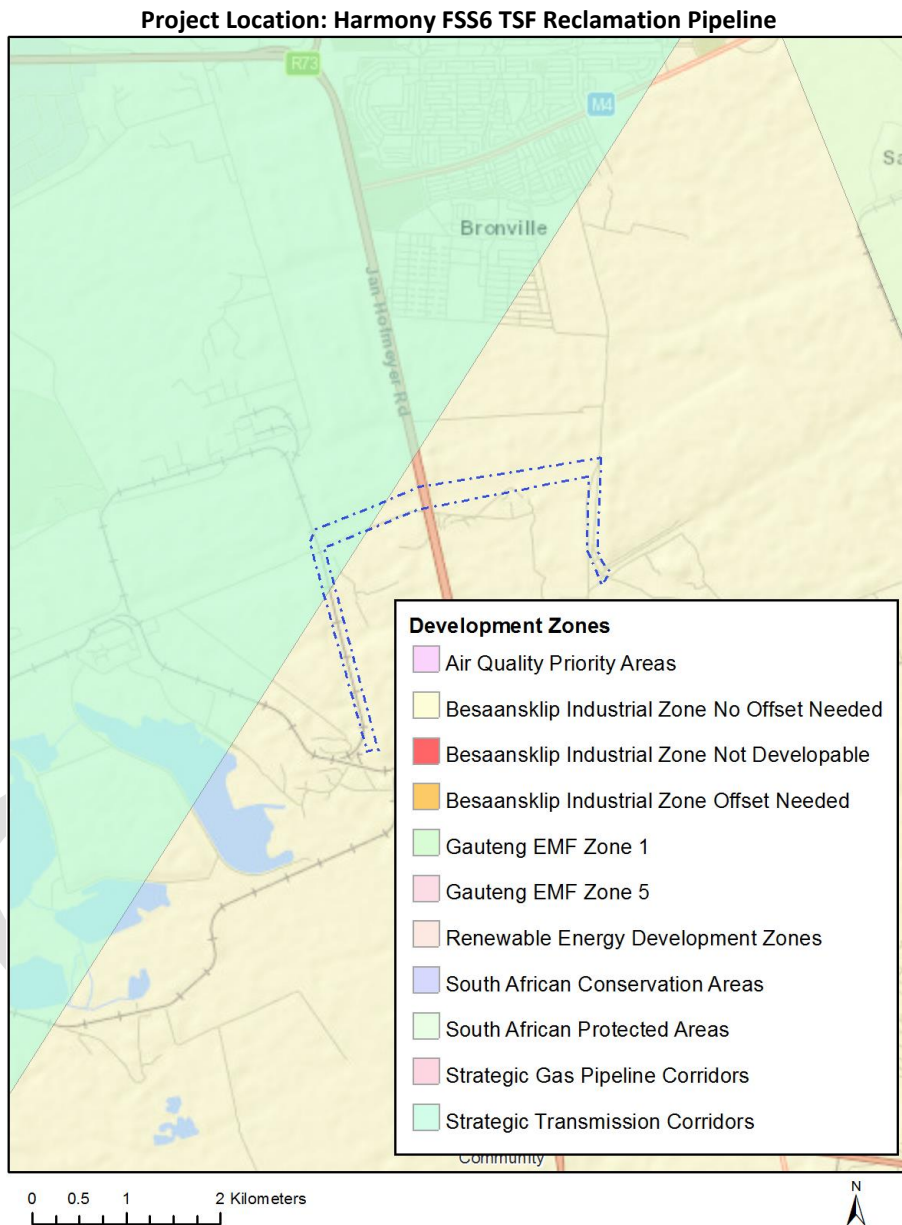 Project Location: Harmony FSS6 TSF Reclamation Pipeline
R73
M4
Sa
Bronville
Jan Hofmeyer Rd
Development Zones
Air Quality Priority Areas
Besaansklip Industrial Zone No Offset Needed
Besaansklip Industrial Zone Not Developable
Besaansklip Industrial Zone Offset Needed
Gauteng EMF Zone 1
Gauteng EMF Zone 5
Renewable Energy Development Zones
South African Conservation Areas
South African Protected Areas
Strategic Gas Pipeline Corridors
Strategic Transmission Corridors
Community
0 0.5 1 2 Kilometers
N